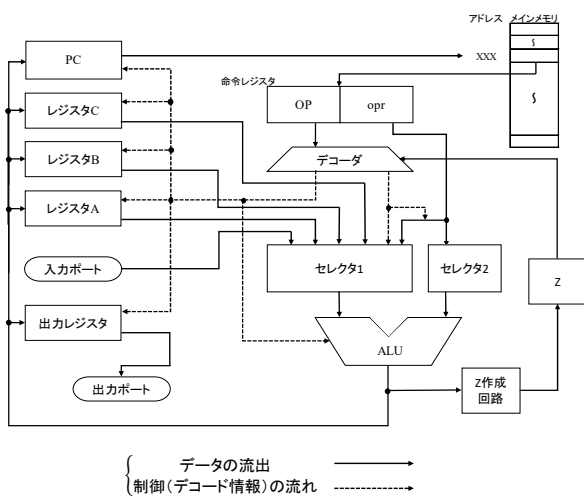 アドレス メインメモリ
PC
XXX
命令レジスタ
OP opr
レジスタC
レジスタB
デコーダ
レジスタA
入力ポート
セレクタ1 セレクタ2
Z
出力レジスタ
ALU
出力ポート
Z作成
回路
データの流出
制御(デコード情報)の流れ